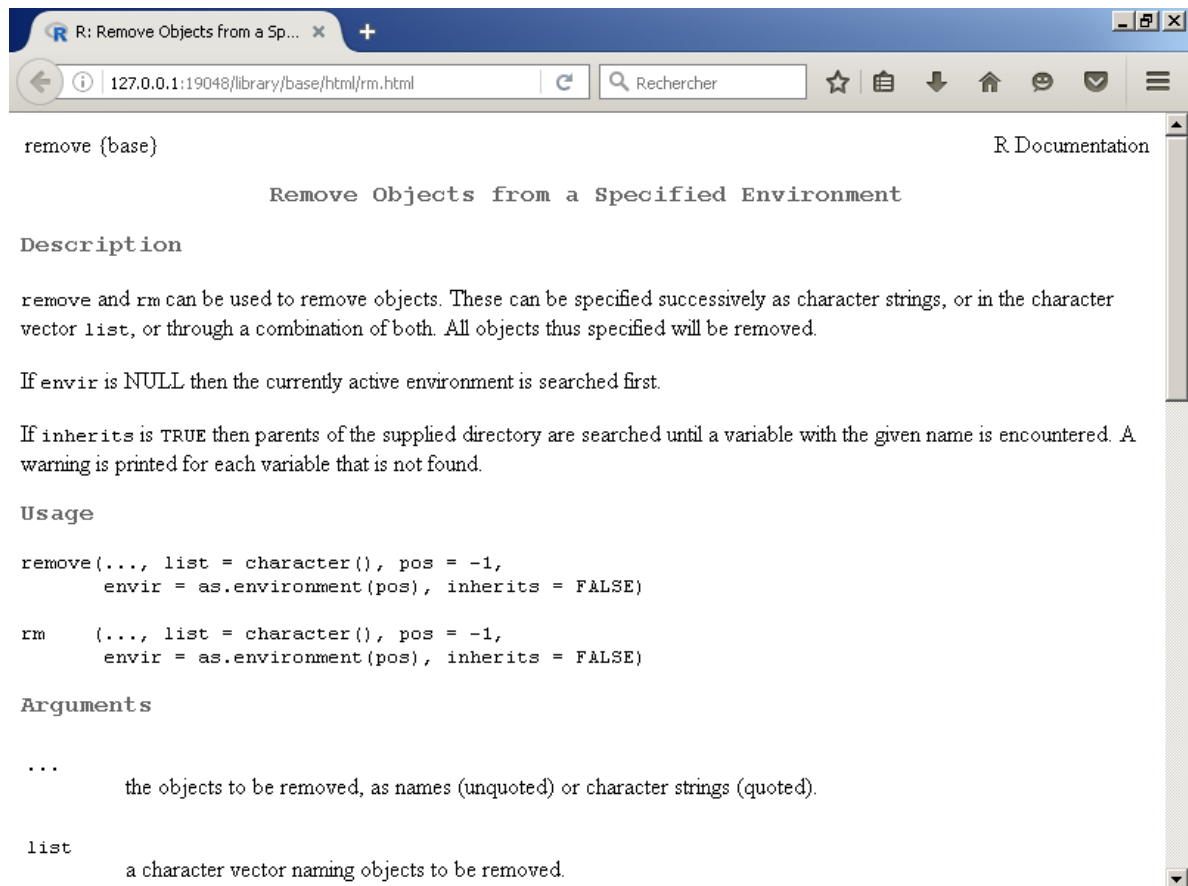 R: Remove Objects from a Sp...
127.0.0.1:19048/library/base/html/rm.html
Rechercher
remove {base}
R Documentation
Remove Objects from a Specified Environment
Description
remove and rm can be used to remove objects. These can be specified successively as character strings, or in the character
vector list, or through a combination of both. All objects thus specified will be removed.
If envir is NULL then the currently active environment is searched first.
If inherits is TRUE then parents of the supplied directory are searched until a variable with the given name is encountered. A
warning is printed for each variable that is not found.
Usage
remove(..., list = character(), pos = -1,
       envir = as.environment(pos), inherits = FALSE)
rm    (..., list = character(), pos = -1,
       envir = as.environment(pos), inherits = FALSE)
Arguments
...
the objects to be removed, as names (unquoted) or character strings (quoted).
list
a character vector naming objects to be removed.